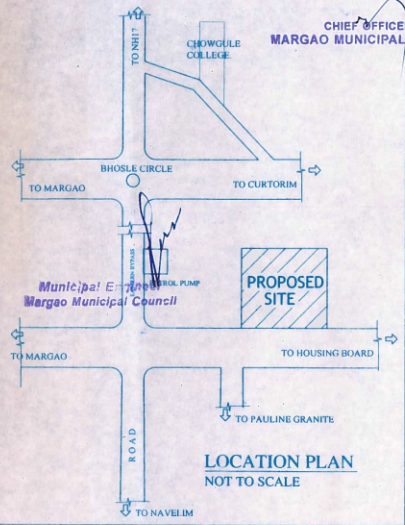 CHIEF OFFICE
MARGAO MUNICIPAL
TO NH17
CHOWGULE
COLLEGE.
BHOSLE CIRCLE
TO MARGAO
TO CURTORIM
BYPASS
PUMP
PROPOSED
SITE
Municipal
Margao Municipal Council
TO MARGAO
TO HOUSING BOARD
TO PAULINE GRANITE
ROAD
LOCATION PLAN
NOT TO SCALE
TO NAVELIM